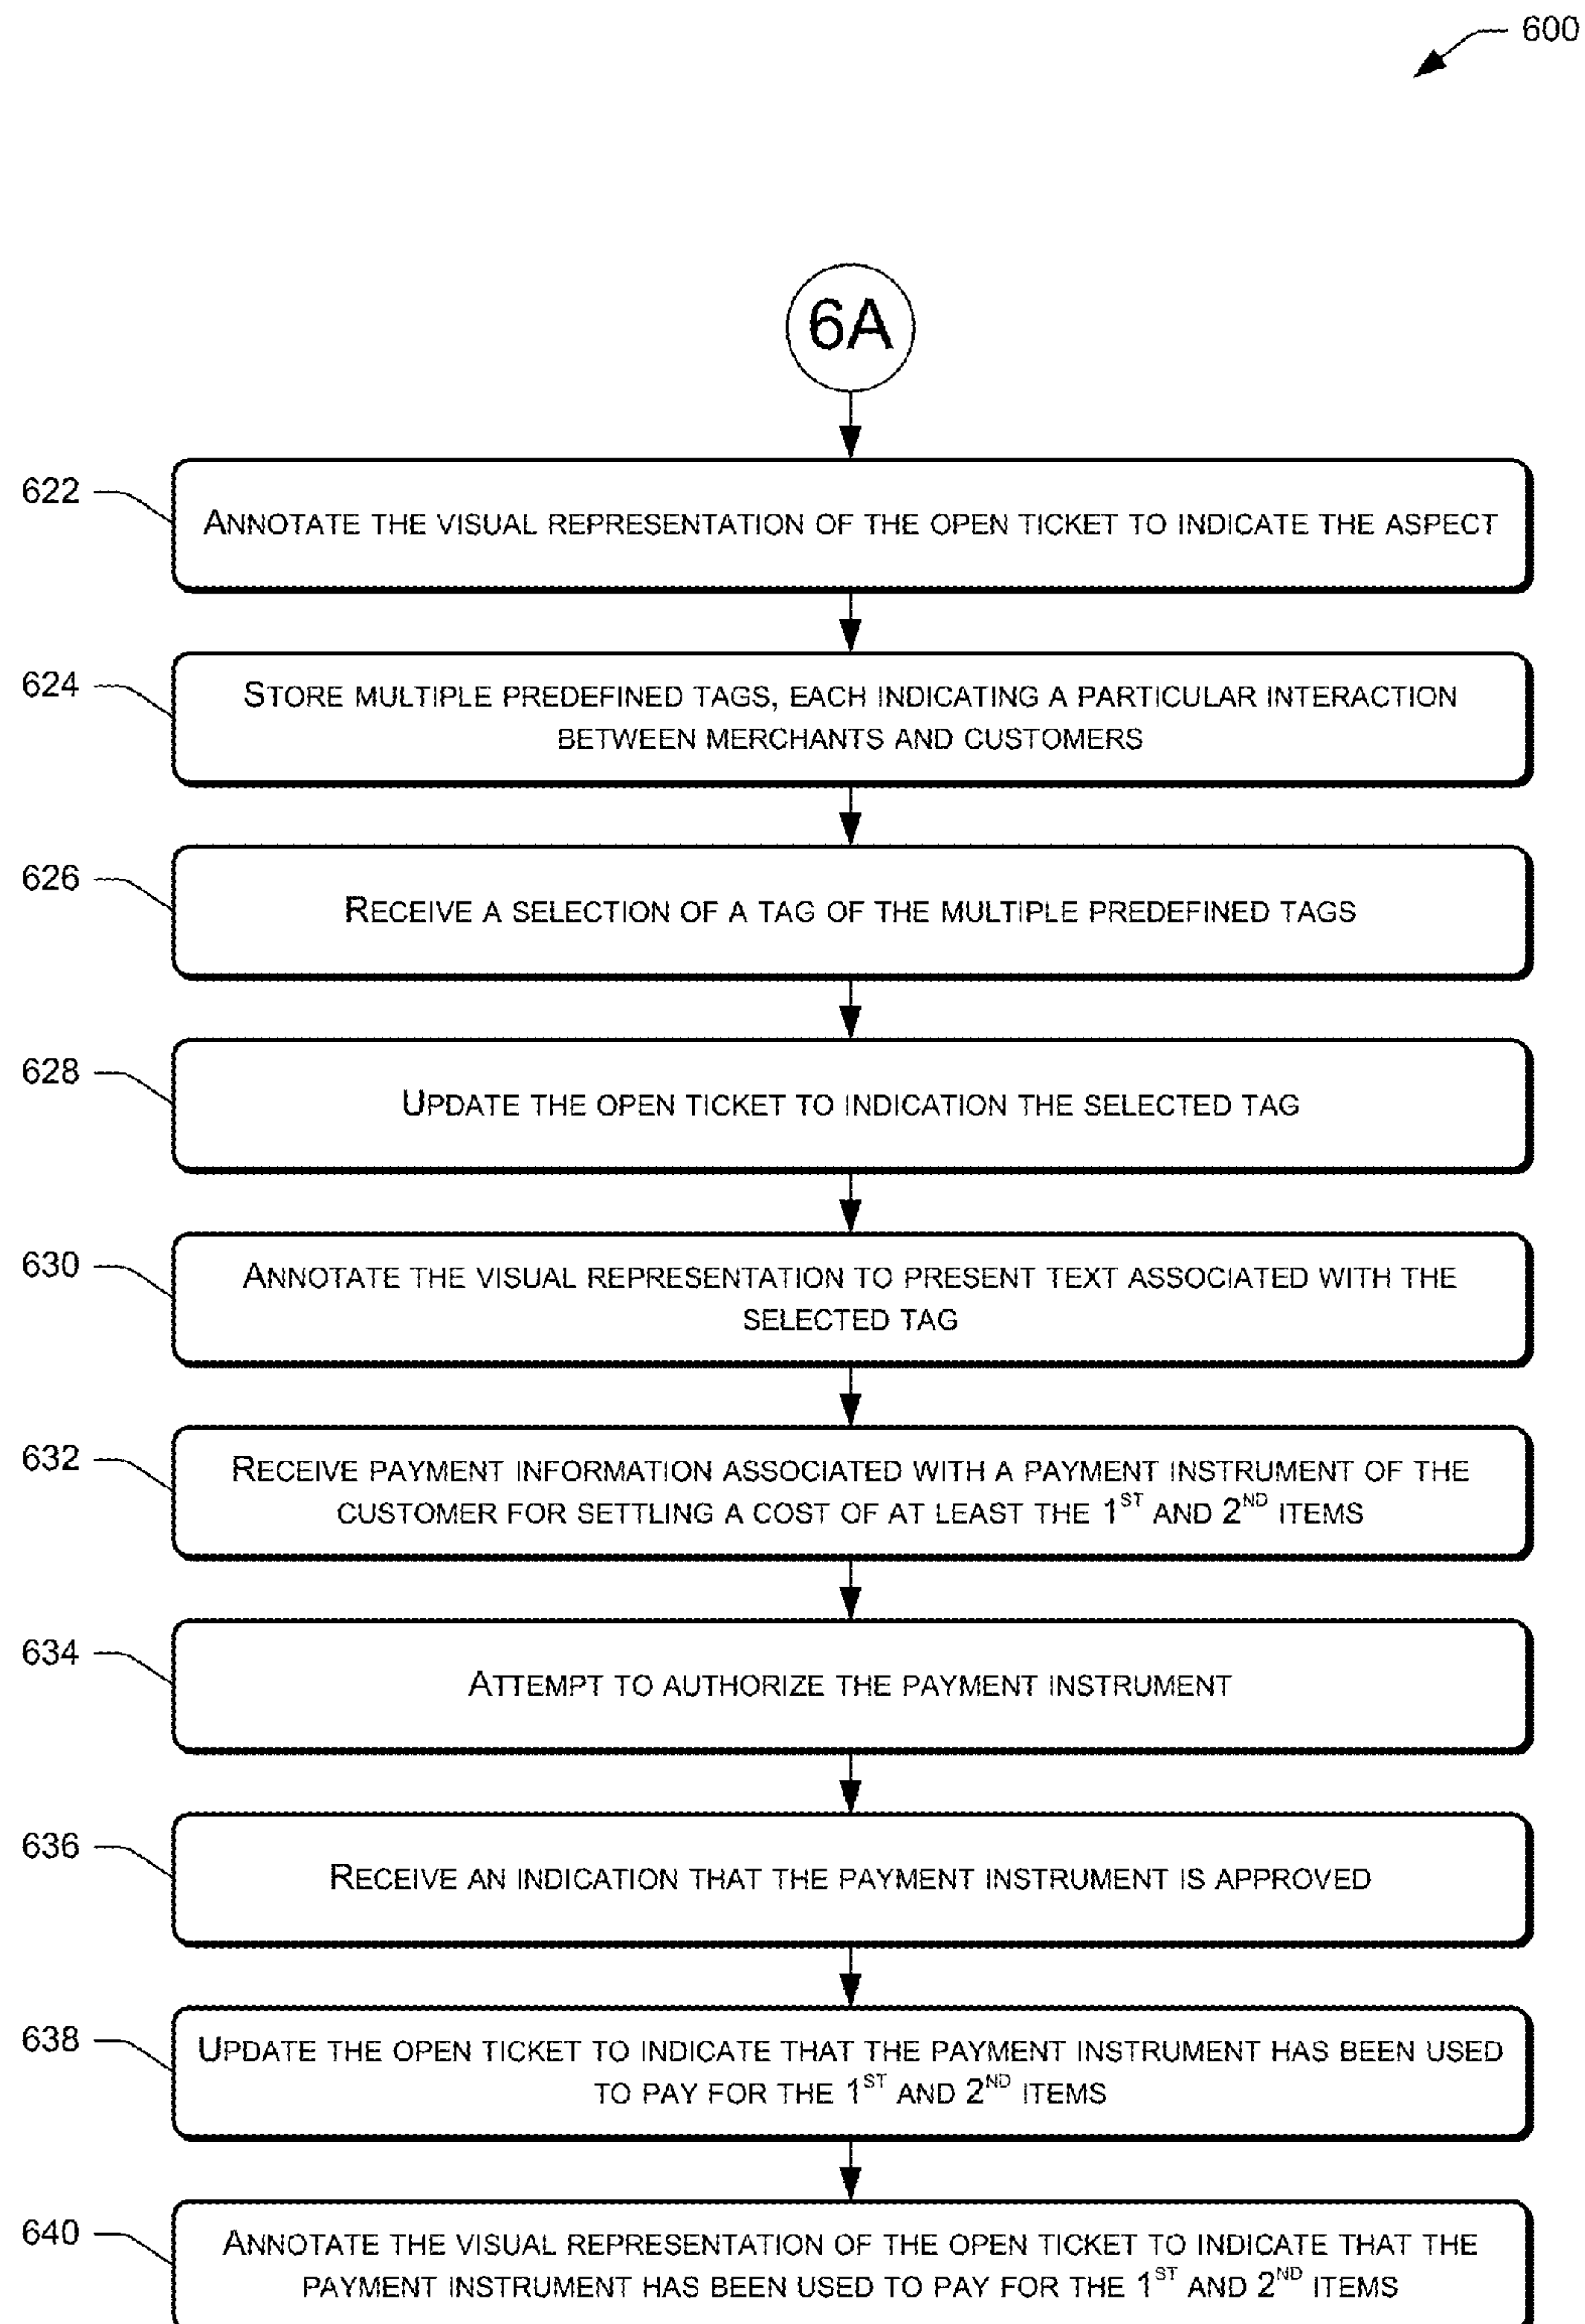 600
6A
622
ANNOTATE THE VISUAL REPRESENTATION OF THE OPEN TICKET TO INDICATE THE ASPECT
624
STORE MULTIPLE PREDEFINED TAGS, EACH INDICATING A PARTICULAR INTERACTION
BETWEEN MERCHANTS AND CUSTOMERS
626
RECEIVE A SELECTION OF A TAG OF THE MULTIPLE PREDEFINED TAGS
628
UPDATE THE OPEN TICKET TO INDICATION THE SELECTED TAG
630
ANNOTATE THE VISUAL REPRESENTATION TO PRESENT TEXT ASSOCIATED WITH THE
SELECTED TAG
632
RECEIVE PAYMENT INFORMATION ASSOCIATED WITH A PAYMENT INSTRUMENT OF THE
CUSTOMER FOR SETTLING A COST OF AT LEAST THE 1ST AND 2ND ITEMS
634
ATTEMPT TO AUTHORIZE THE PAYMENT INSTRUMENT
636
RECEIVE AN INDICATION THAT THE PAYMENT INSTRUMENT IS APPROVED
638
UPDATE THE OPEN TICKET TO INDICATE THAT THE PAYMENT INSTRUMENT HAS BEEN USED
TO PAY FOR THE 1ST AND 2ND ITEMS
640
ANNOTATE THE VISUAL REPRESENTATION OF THE OPEN TICKET TO INDICATE THAT THE
PAYMENT INSTRUMENT HAS BEEN USED TO PAY FOR THE 1ST AND 2ND ITEMS